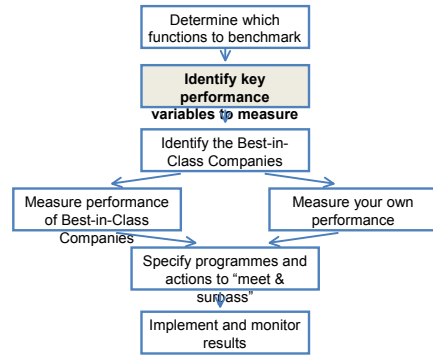 Determine which
functions to benchmark
Identify key
performance
variables to measure
Identify the Best-in-
Class Companies
Measure performance
of Best-in-Class
Companies
Measure your own
performance
Specify programmes and
actions to “meet &
surpass”
Implement and monitor
results